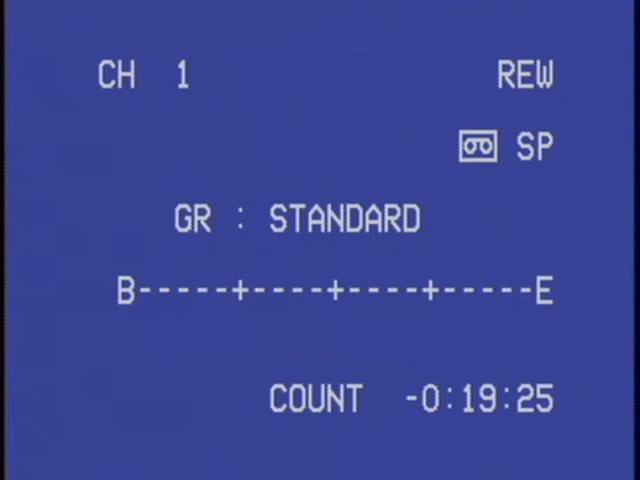 CH 1 REW
SP
GR : STANDARD
B-----+----+----+-----E
COUNT -0:19:25